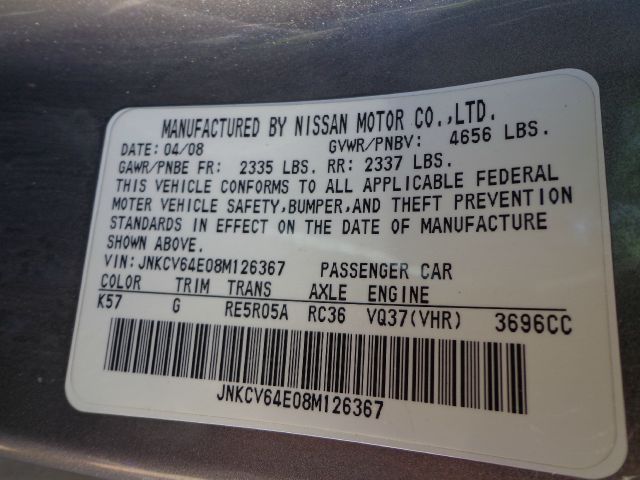 MANUFACTURED BY NISSAN MOTOR CO.,LTD.
DATE: 04/08 GVWR/PNBV: 4656 LBS.
GAWR/PNBE FR: 2335 LBS. RR: 2337 LBS.
THIS VEHICLE CONFORMS TO ALL APPLICABLE FEDERAL
MOTER VEHICLE SAFETY,BUMPER,AND THEFT PREVENTION
STANDARDS IN EFFECT ON THE DATE OF MANUFACTURE
SHOWN ABOVE.
VIN:JNKCV64E08M126367 PASSENGER CAR
COLOR TRIM TRANS AXLE ENGINE
K57 G RE5R05A RC36 VQ37(VHR) 3696CC
JNKCV64E08M126367